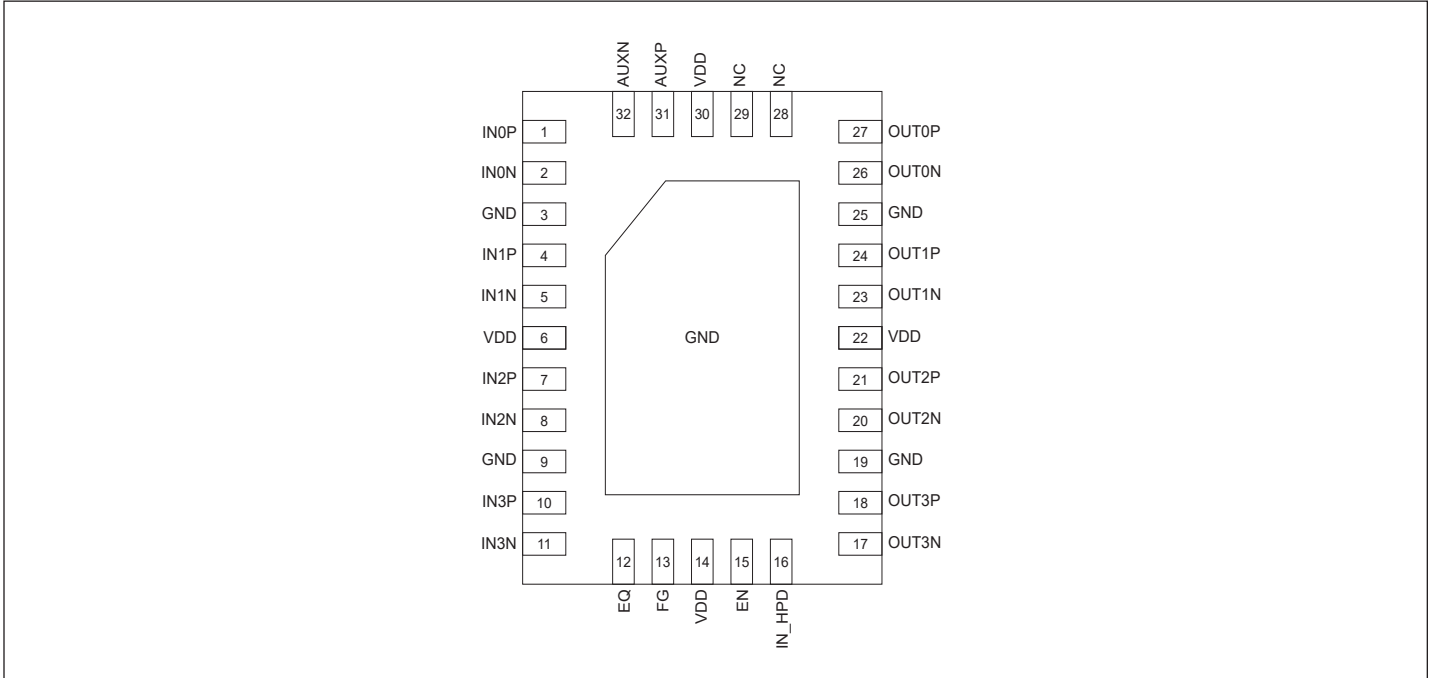 AUXN AUXP VDD NC NC
32 31 30 29 28
IN0P 1 27 OUT0P
IN0N 2 26 OUT0N
GND 3 25 GND
IN1P 4 24 OUT1P
IN1N 5 23 OUT1N
VDD 6 GND 22 VDD
IN2P 7 21 OUT2P
IN2N 8 20 OUT2N
GND 9 19 GND
IN3P 10 18 OUT3P
IN3N 11 17 OUT3N
12 13 14 15 16
EQ FG VDD EN IN_HPD